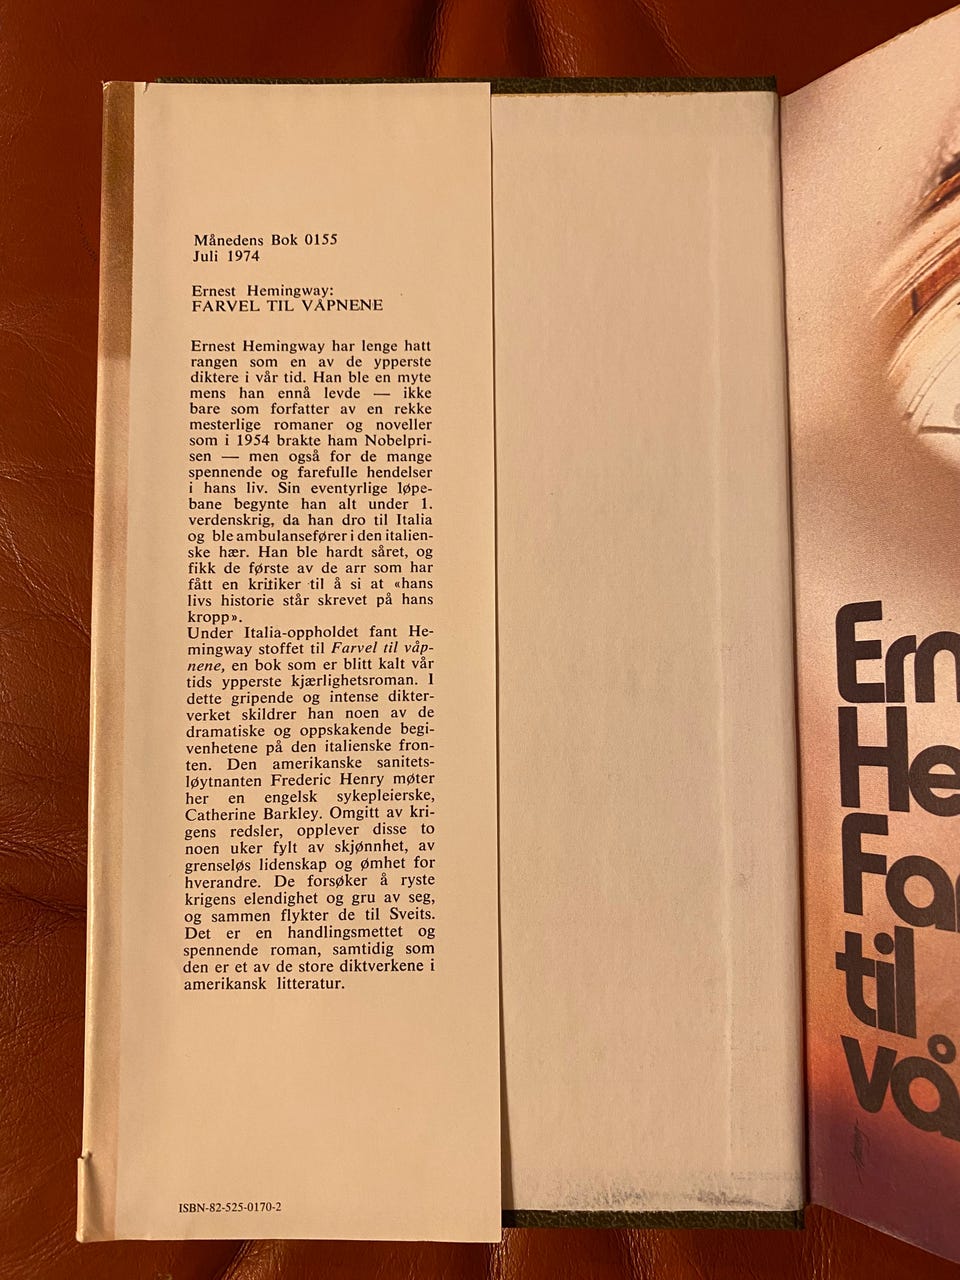 Månedens Bok 0155
Juli 1974
Ernest Hemingway:
FARVEL TIL VÅPNENE
Ernest Hemingway har lenge hatt
rangen som en av de ypperste
diktere i vår tid. Han ble en myte
mens han ennå levde — ikke
bare som forfatter av en rekke
mesterlige romaner og noveller
som i 1954 brakte ham Nobelpri-
sen — men også for de mange
spennende og farefulle hendelser
i hans liv. Sin eventyrlige løpe-
bane begynte han alt under 1.
verdenskrig, da han dro til Italia
og ble ambulansefører i den italien-
ske hær. Han ble hardt såret, og
fikk de første av de arr som har
fått en kritiker til å si at «hans
livs historie står skrevet på hans
kropp».
Under Italia-oppholdet fant He-
mingway stoffet til Farvel til våp-
nene, en bok som er blitt kalt vår
tids ypperste kjærlighetsroman. I
dette gripende og intense dikter-
verket skildrer han noen av de
dramatiske og oppskakende begi-
venhetene på den italienske fron-
ten. Den amerikanske sanitets-
løytnanten Frederic Henry møter
her en engelsk sykepleierske,
Catherine Barkley. Omgitt av kri-
gens redsler, opplever disse to
noen uker fylt av skjønnhet, av
grenseløs lidenskap og ømhet for
hverandre. De forsøker å ryste
krigens elendighet og gru av seg,
og sammen flykter de til Sveits.
Det er en handlingsmettet og
spennende roman, samtidig som
den er et av de store diktverkene i
amerikansk litteratur.
ISBN-82-525-0170-2
Ern
He
Far
til
vå